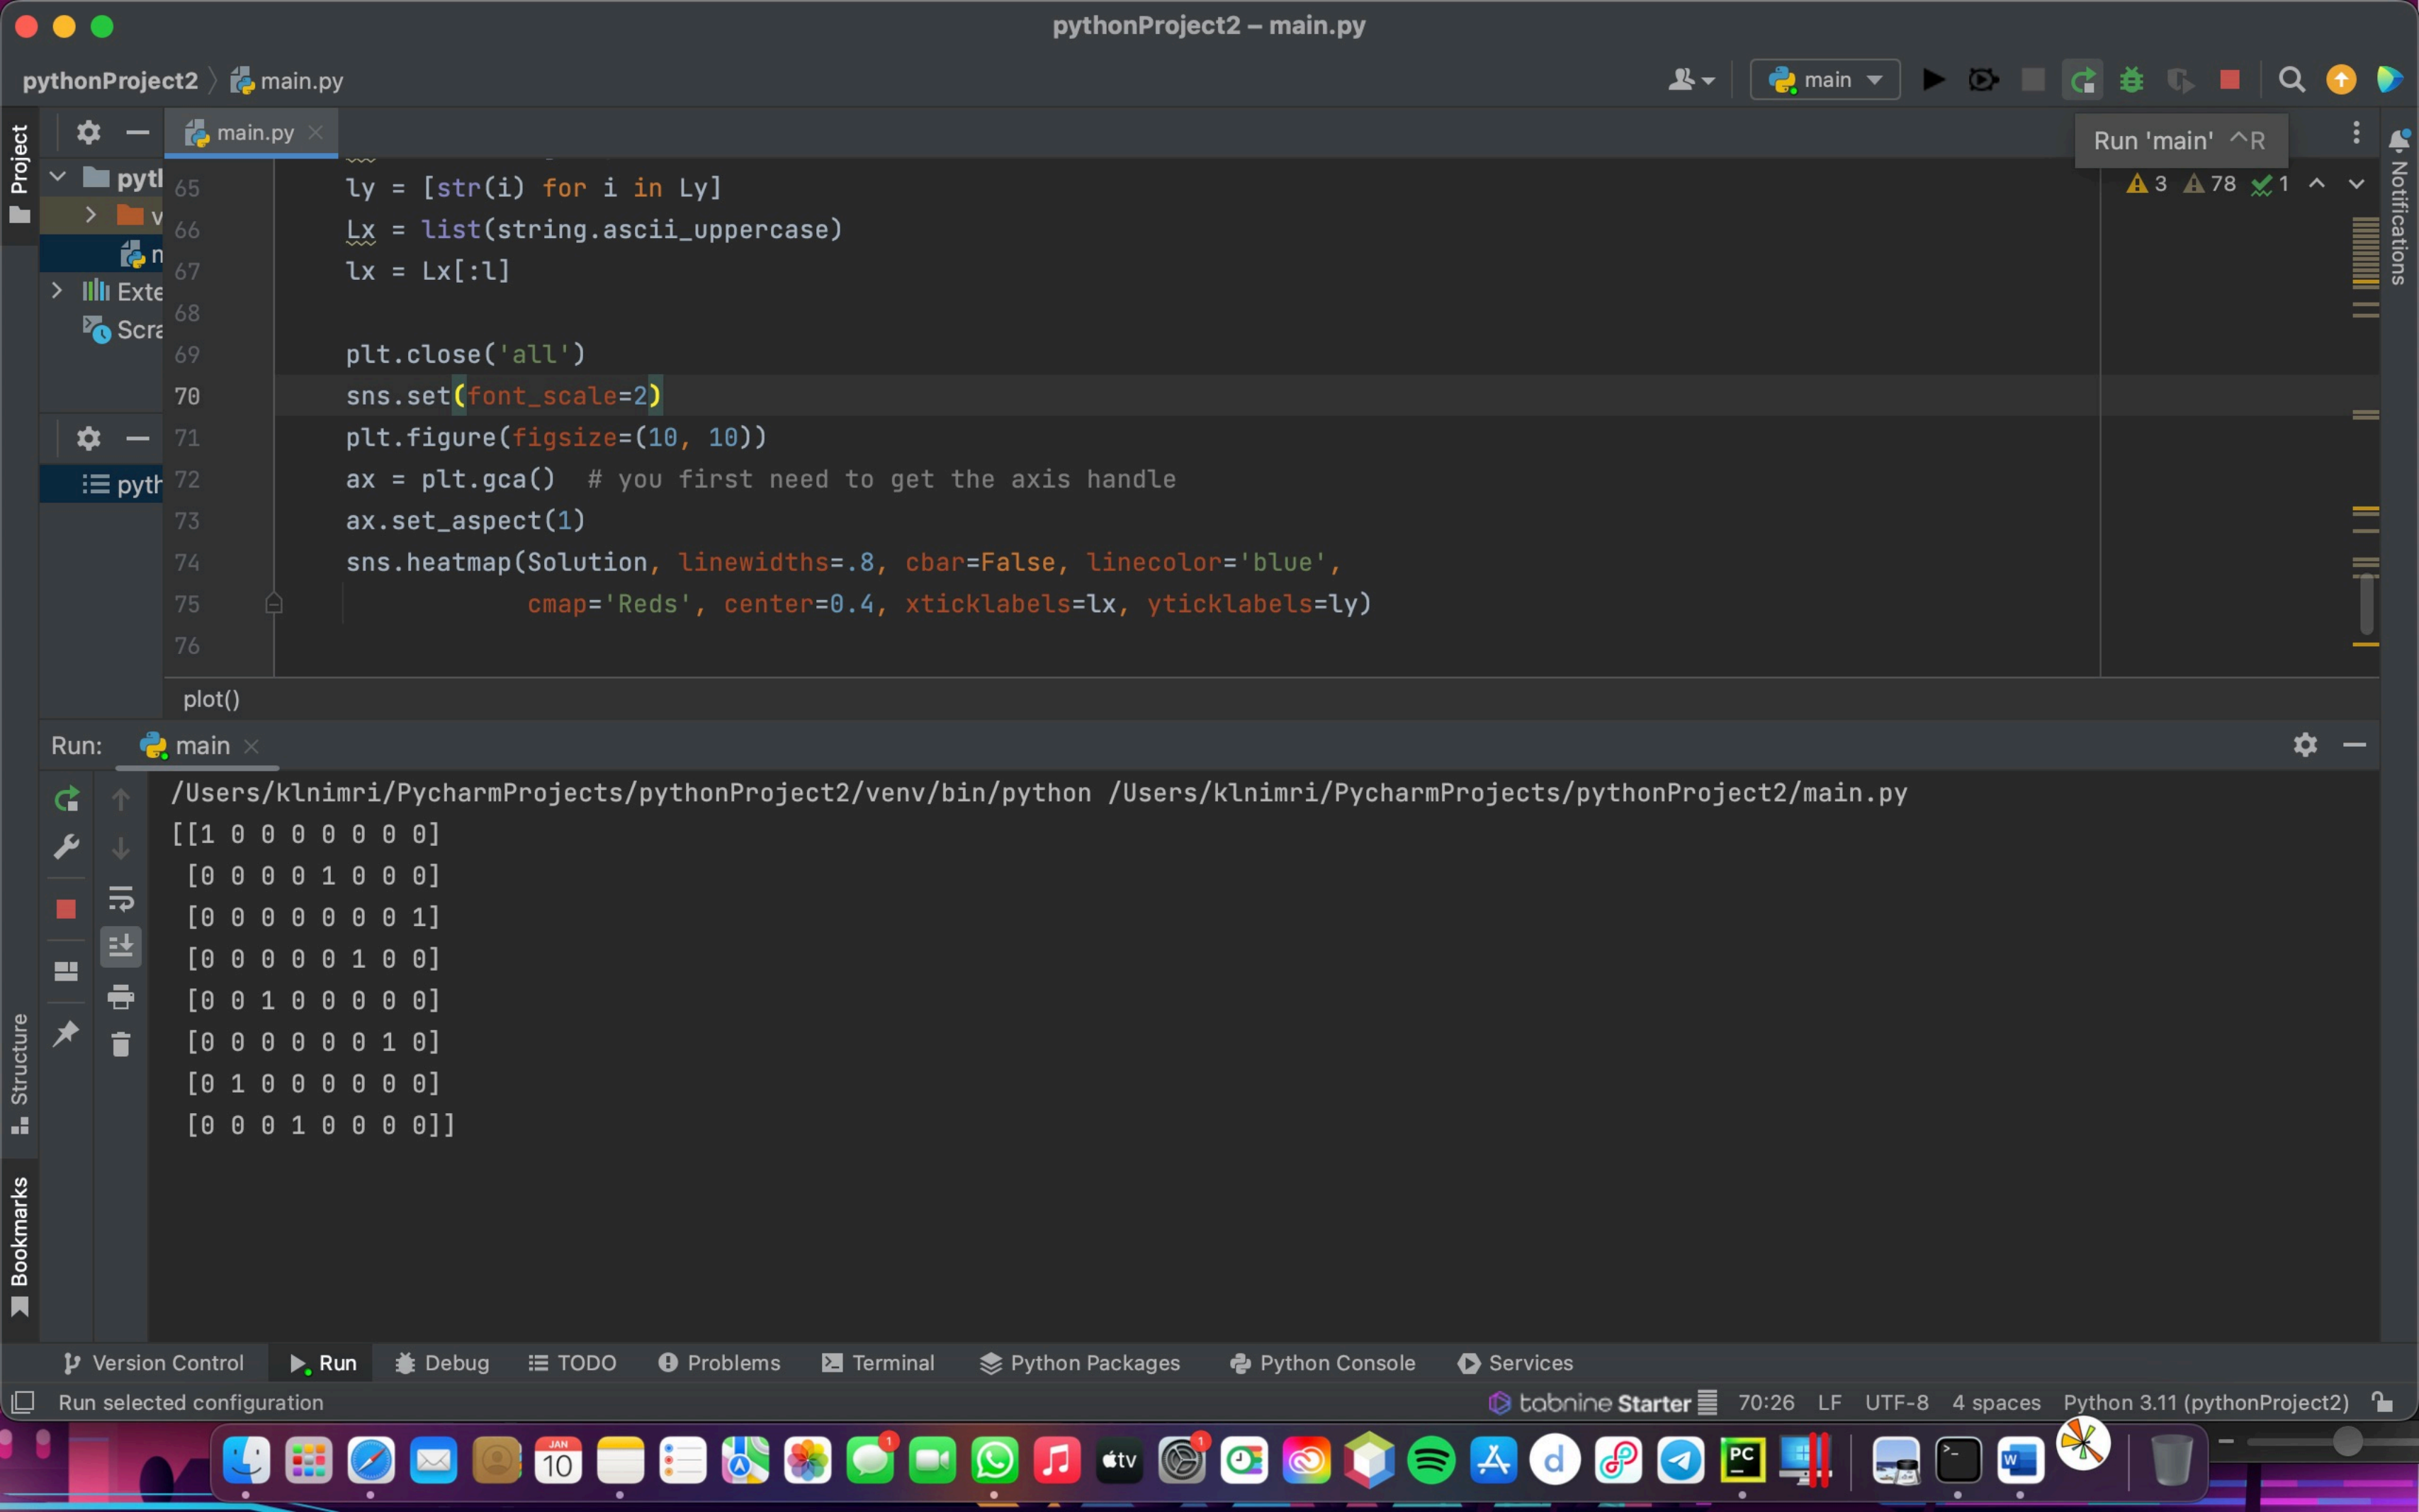 pythonProject2 – main.py
pythonProject2
main.py
main
Project
main.py
Run 'main' ^R
Notifications
3 78 1
pytl
65 ly = [str(i) for i in Ly]
66 Lx = list(string.ascii_uppercase)
67 lx = Lx[:l]
Exte
68
Scra
69 plt.close('all')
70 sns.set(font_scale=2)
71 plt.figure(figsize=(10, 10))
pyth
72 ax = plt.gca()  # you first need to get the axis handle
73 ax.set_aspect(1)
74 sns.heatmap(Solution, linewidths=.8, cbar=False, linecolor='blue',
75 cmap='Reds', center=0.4, xticklabels=lx, yticklabels=ly)
76
plot()
Run: main
/Users/klnimri/PycharmProjects/pythonProject2/venv/bin/python /Users/klnimri/PycharmProjects/pythonProject2/main.py
[[1 0 0 0 0 0 0 0]
[0 0 0 0 1 0 0 0]
[0 0 0 0 0 0 0 1]
[0 0 0 0 0 1 0 0]
[0 0 1 0 0 0 0 0]
[0 0 0 0 0 0 1 0]
[0 1 0 0 0 0 0 0]
[0 0 0 1 0 0 0 0]]
Structure
Bookmarks
Version Control
Run
Debug
TODO
Problems
Terminal
Python Packages
Python Console
Services
Run selected configuration
tabnine Starter
70:26
LF
UTF-8
4 spaces
Python 3.11 (pythonProject2)
JAN
10
1
tv
1
d
PC
W